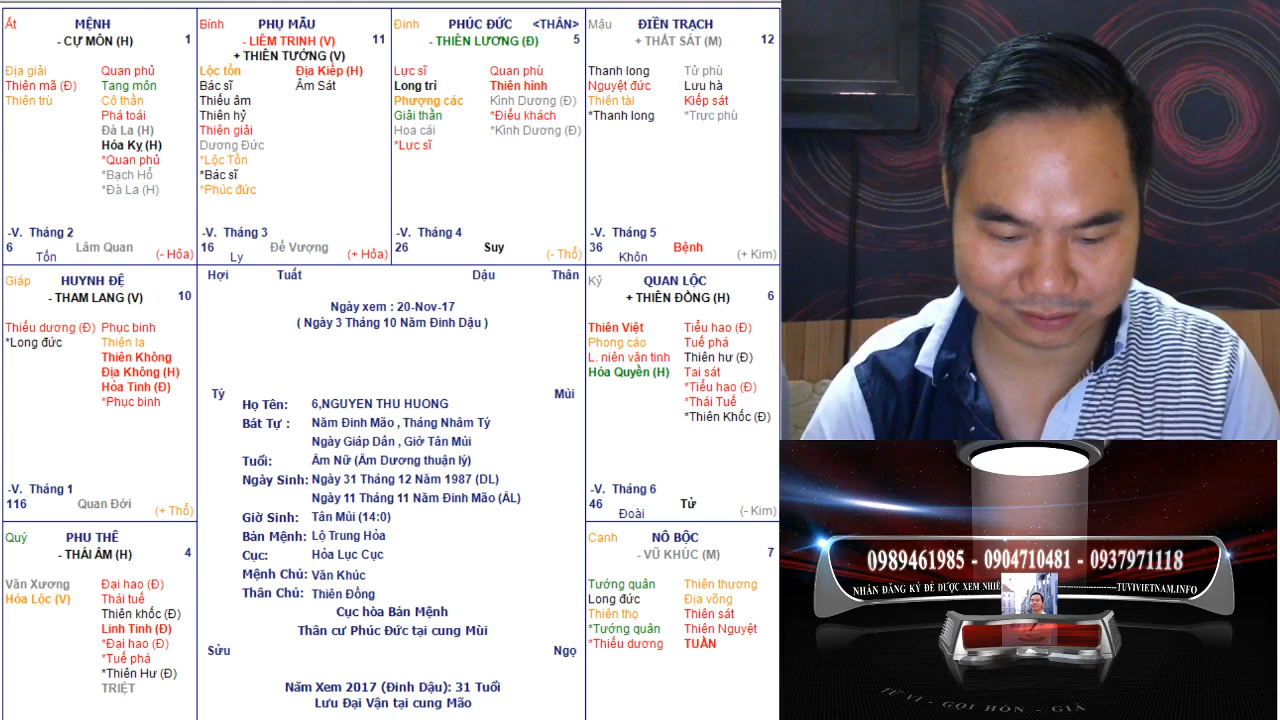 Ất MỆNH
- CỰ MÔN (H) 1
Địa giải Quan phủ
Thiên mã (Đ) Tang môn
Thiên trù Cô thần
Phá toái
Đà La (H)
Hóa Kỵ (H)
*Quan phủ
*Bạch Hổ
*Đà La (H)
-V. Tháng 2
6 Lâm Quan (- Hỏa)
Tốn
Bính PHỤ MẪU
- LIÊM TRINH (V) 11
+ THIÊN TƯỚNG (V)
Lộc tồn Địa Kiếp (H)
Bác sĩ Âm Sát
Thiếu âm
Thiên hỷ
Thiên giải
Dương Đức
*Lộc Tồn
*Bác sĩ
*Phúc đức
-V. Tháng 3
16 Đế Vượng (+ Hỏa)
Ly
Đinh PHÚC ĐỨC <THÂN>
- THIÊN LƯƠNG (Đ) 5
Lực sĩ Quan phù
Long trì Thiên hình
Phượng các Kình Dương (Đ)
Giải thần *Điếu khách
Hoa cái *Kình Dương (Đ)
*Lực sĩ
-V. Tháng 4
26 Suy (- Thổ)
Mậu ĐIỀN TRẠCH
+ THẤT SÁT (M) 12
Thanh long Tử phù
Nguyệt đức Lưu hà
Thiên tài Kiếp sát
*Thanh long *Trực phù
-V. Tháng 5
36 Bệnh (+ Kim)
Khôn
Giáp HUYNH ĐỆ
- THAM LANG (V) 10
Thiếu dương (Đ) Phục binh
*Long đức Thiên la
Thiên Không
Địa Không (H)
Hỏa Tinh (Đ)
*Phục binh
-V. Tháng 1
116 Quan Đới (+ Thổ)
Hợi Tuất Dậu Thân
Ngày xem : 20-Nov-17
( Ngày 3 Tháng 10 Năm Đinh Dậu )
Tý Mùi
Họ Tên: 6,NGUYEN THU HUONG
Bát Tự : Năm Đinh Mão , Tháng Nhâm Tý
Ngày Giáp Dần , Giờ Tân Mùi
Tuổi: Âm Nữ (Âm Dương thuận lý)
Ngày Sinh: Ngày 31 Tháng 12 Năm 1987 (DL)
Ngày 11 Tháng 11 Năm Đinh Mão (ÂL)
Giờ Sinh: Tân Mùi (14:0)
Bản Mệnh: Lộ Trung Hỏa
Cục: Hỏa Lục Cục
Mệnh Chủ: Văn Khúc
Thân Chủ: Thiên Đồng
Cục hòa Bản Mệnh
Thân cư Phúc Đức tại cung Mùi
Sửu Ngọ
Năm Xem 2017 (Đinh Dậu): 31 Tuổi
Lưu Đại Vận tại cung Mão
Kỷ QUAN LỘC
+ THIÊN ĐỒNG (H) 6
Thiên Việt Tiểu hao (Đ)
Phong cáo Tuế phá
L. niên văn tinh Thiên hư (Đ)
Hóa Quyền (H) Tai sát
*Tiểu hao (Đ)
*Thái Tuế
*Thiên Khốc (Đ)
-V. Tháng 6
46 Tử (- Kim)
Đoài
Quý PHU THÊ
- THÁI ÂM (H) 4
Văn Xương Đại hao (Đ)
Hóa Lộc (V) Thái tuế
Thiên khốc (Đ)
Linh Tinh (Đ)
*Đại hao (Đ)
*Tuế phá
*Thiên Hư (Đ)
TRIỆT
Canh NÔ BỘC
- VŨ KHÚC (M) 7
Tướng quân Thiên thương
Long đức Địa võng
Thiên thọ Thiên sát
*Tướng quân Thiên Nguyệt
*Thiếu dương TUẦN
0989461985 - 0904710481 - 0937971118
NHẬN ĐĂNG KÝ ĐỂ ĐƯỢC XEM TUVIVIETNAM.INFO
TỬ VI - GỌI HỒN - GIẢ